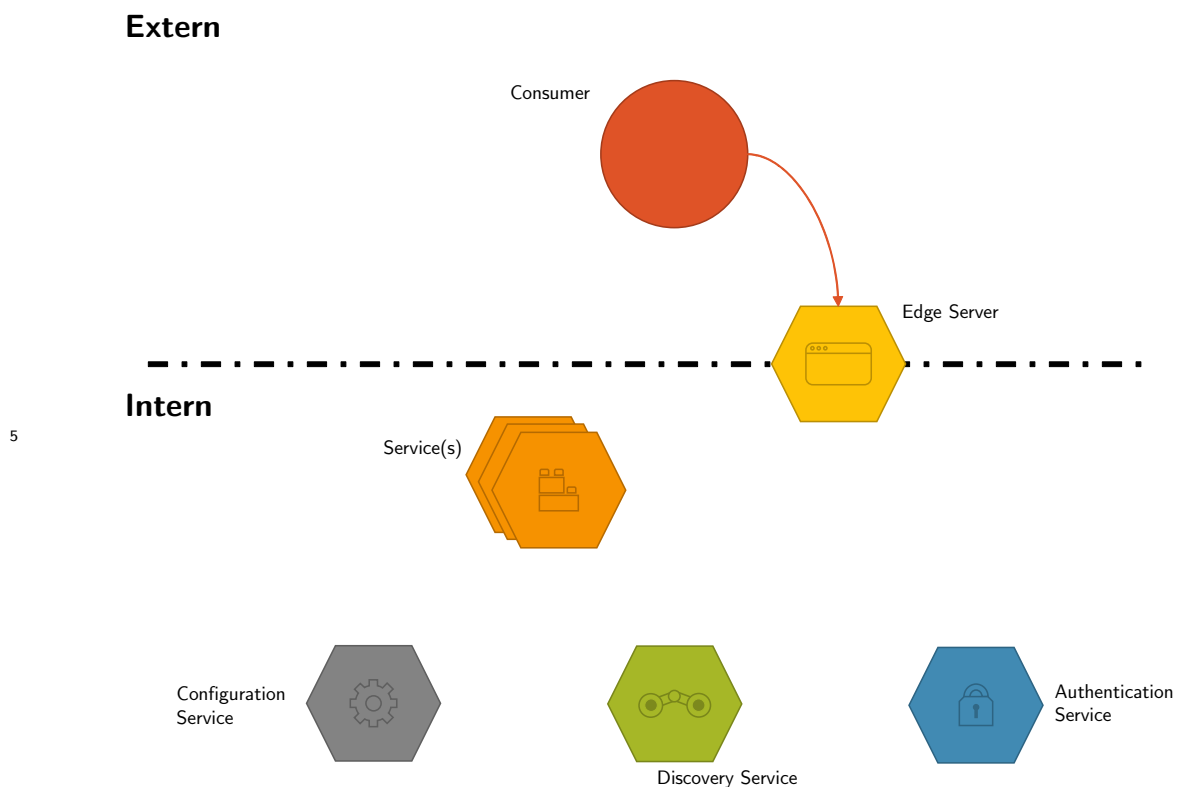 Extern
Consumer
Edge Server
Intern
5
Service(s)
Configuration
Service
Authentication
Service
Discovery Service